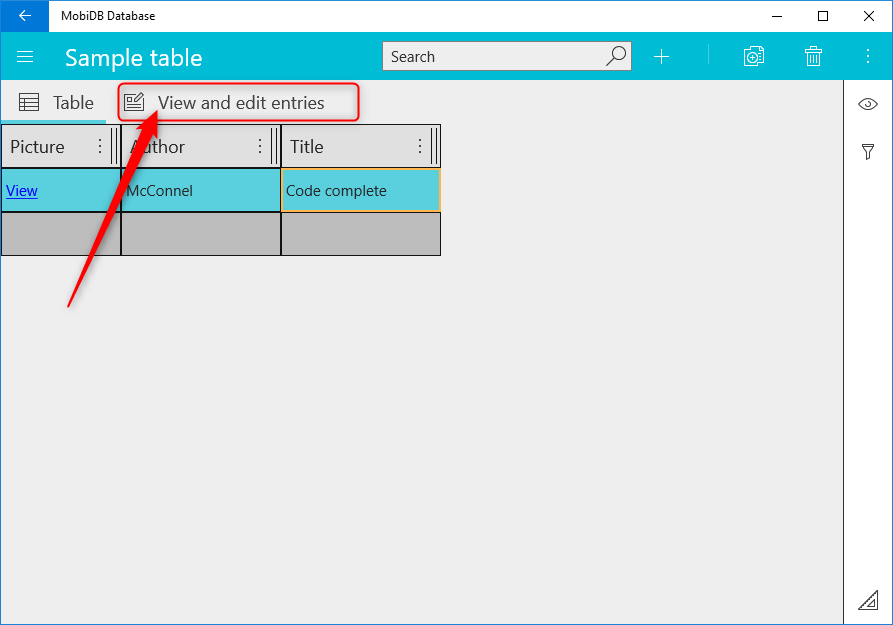 MobiDB Database
Sample table
Search
Table
View and edit entries
Picture
Author
Title
View
McConnel
Code complete